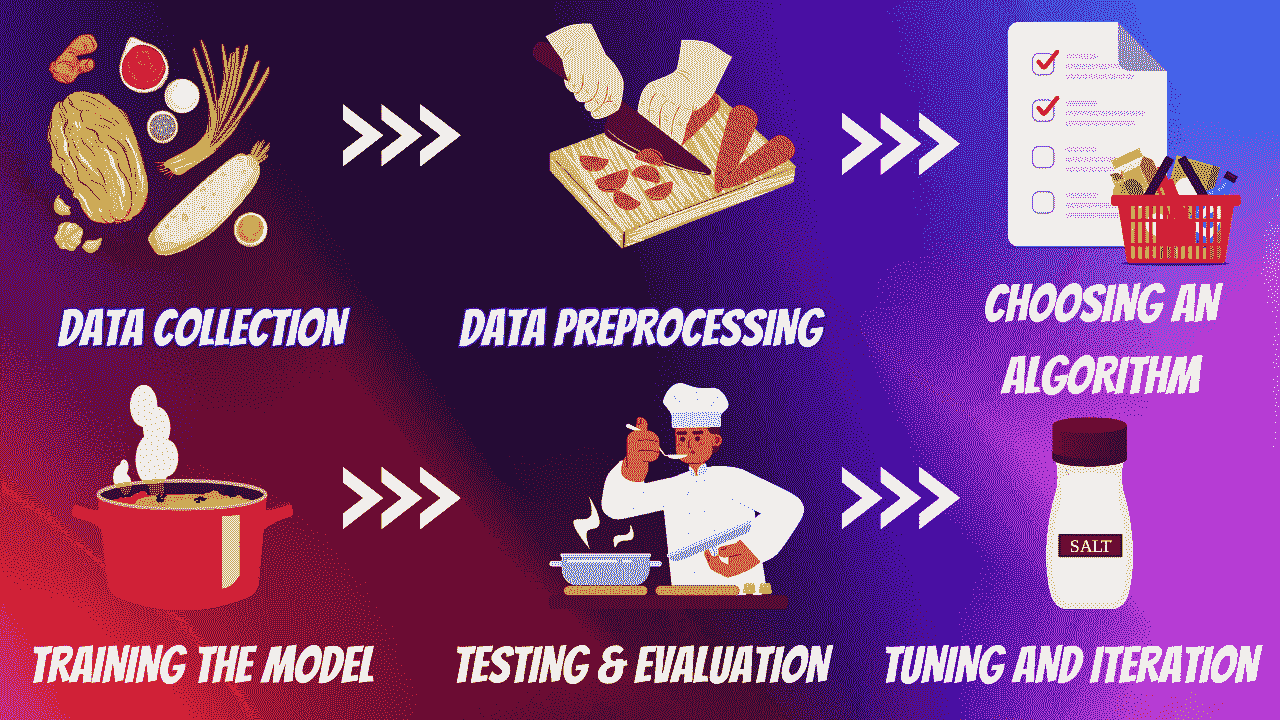 DATA COLLECTION
DATA PREPROCESSING
CHOOSING AN
ALGORITHM
SALT
TRAINING THE MODEL
TESTING & EVALUATION
TUNING AND ITERATION